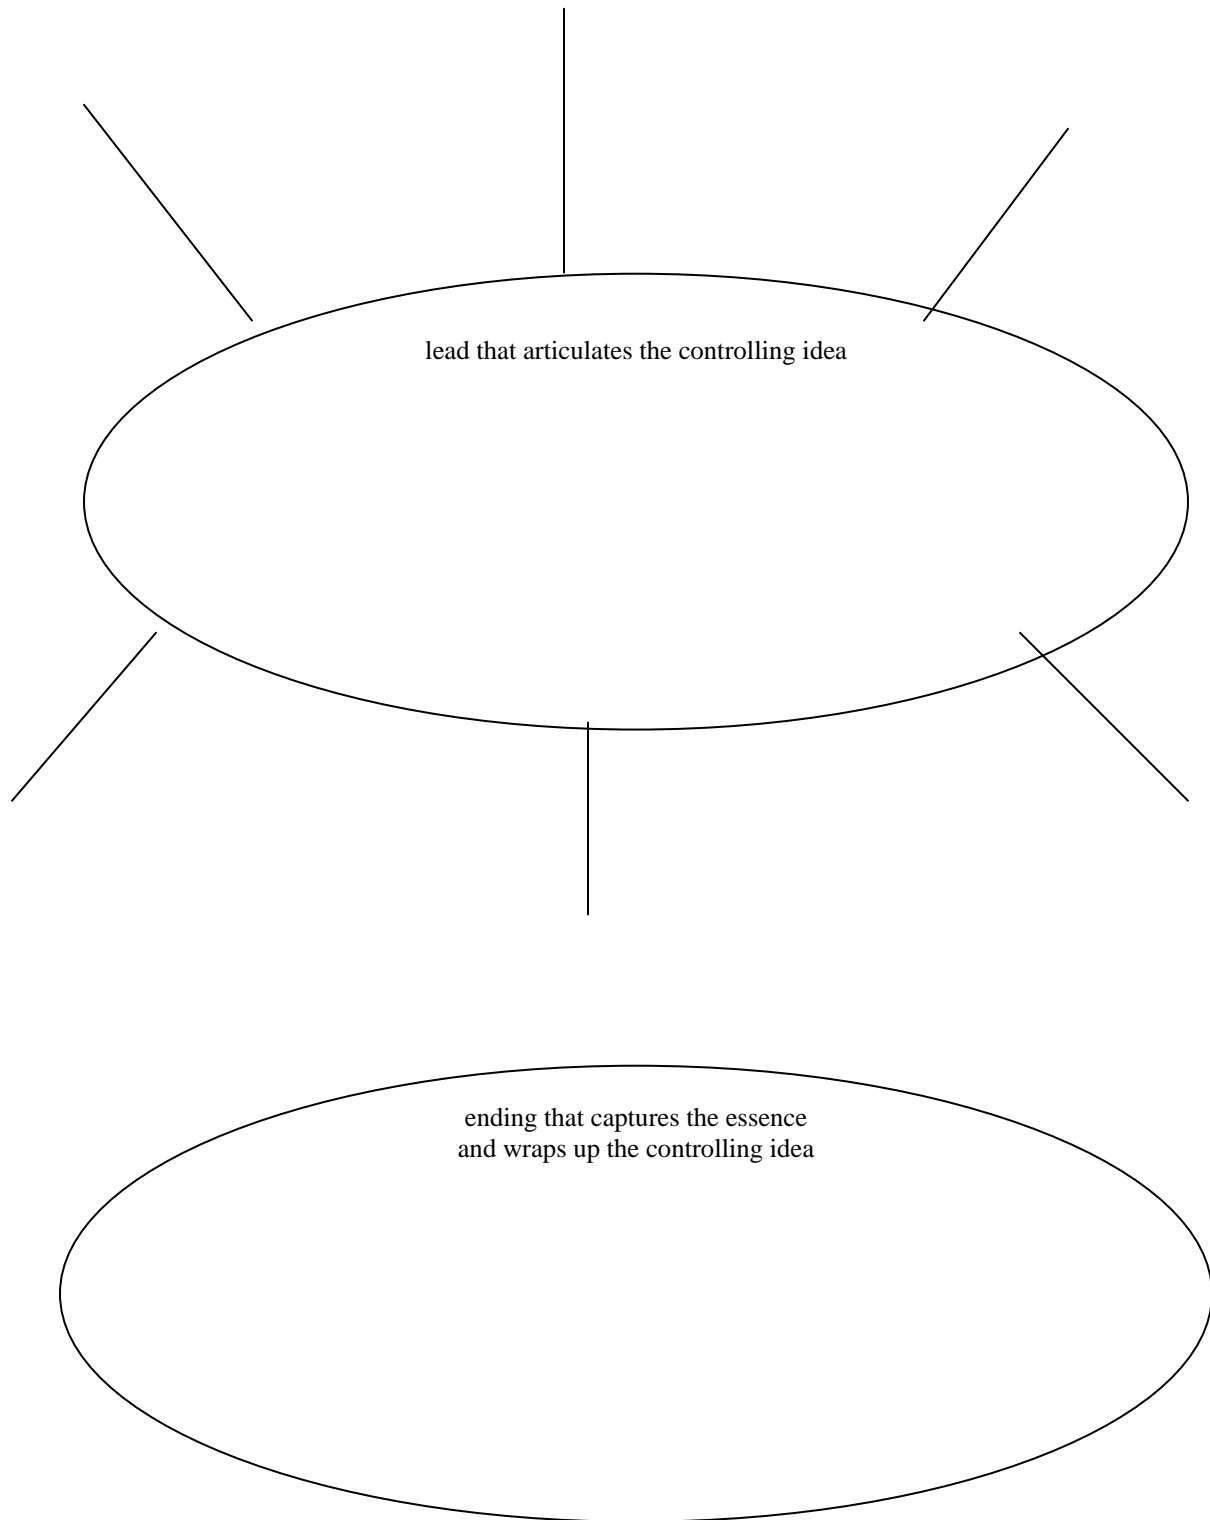 lead that articulates the controlling idea
ending that captures the essence
and wraps up the controlling idea